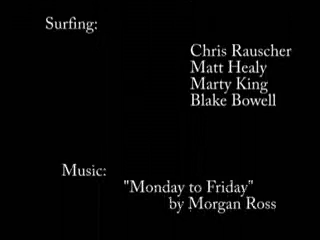 Surfing:
Chris Rauscher
Matt Healy
Marty King
Blake Bowell
Music:
"Monday to Friday"
by Morgan Ross